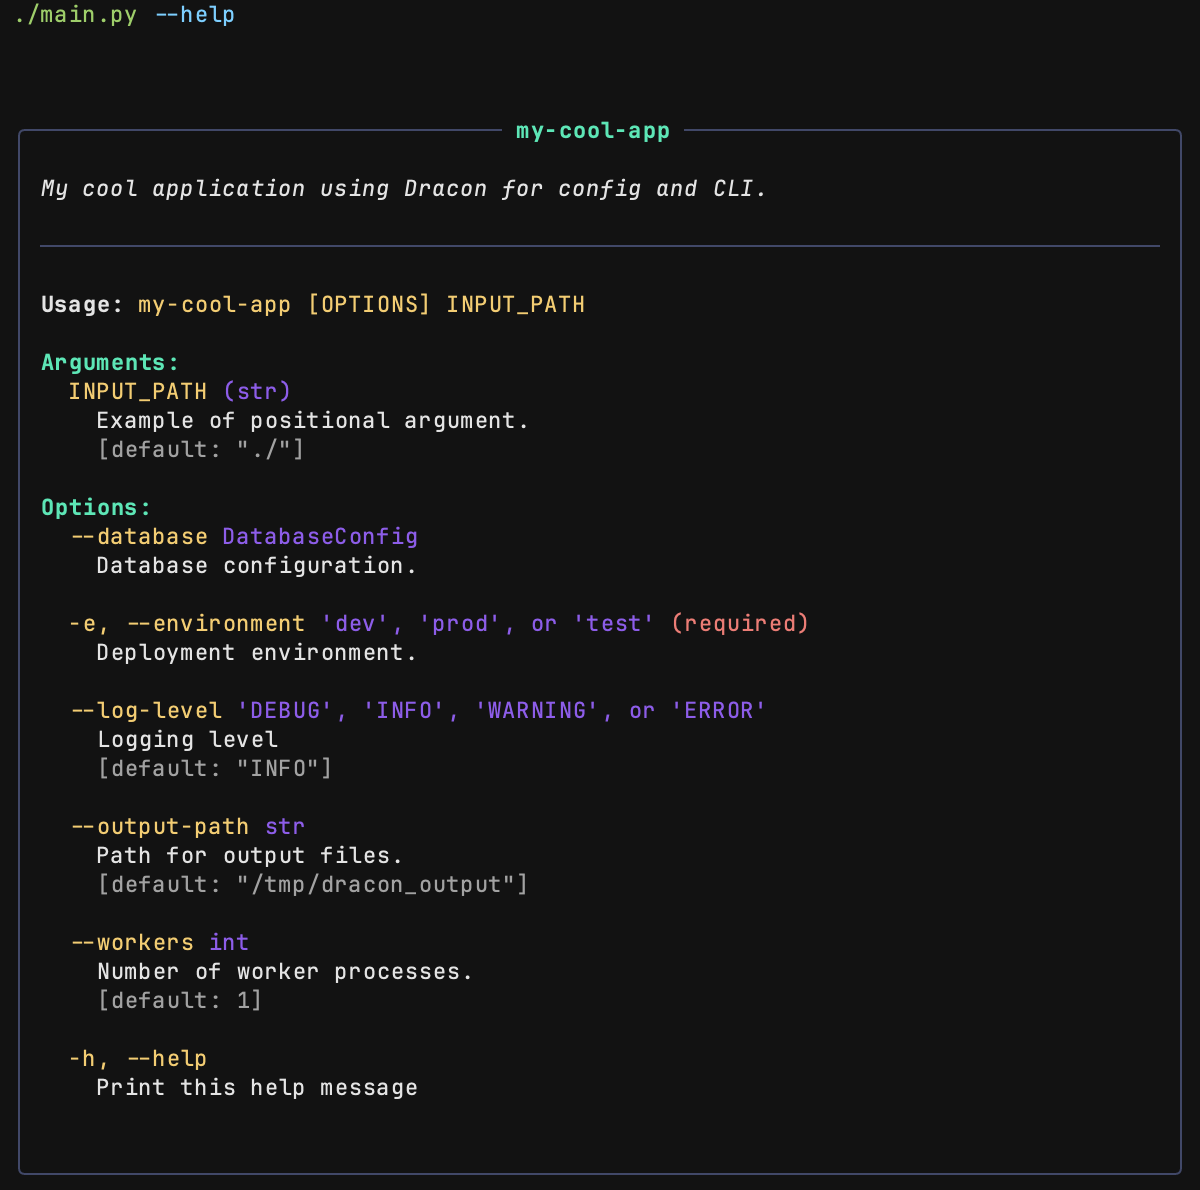 ./main.py --help
my-cool-app
My cool application using Dracon for config and CLI.
Usage: my-cool-app [OPTIONS] INPUT_PATH
Arguments:
INPUT_PATH (str)
Example of positional argument.
[default: "./"]
Options:
--database DatabaseConfig
Database configuration.
-e, --environment 'dev', 'prod', or 'test' (required)
Deployment environment.
--log-level 'DEBUG', 'INFO', 'WARNING', or 'ERROR'
Logging level
[default: "INFO"]
--output-path str
Path for output files.
[default: "/tmp/dracon_output"]
--workers int
Number of worker processes.
[default: 1]
-h, --help
Print this help message